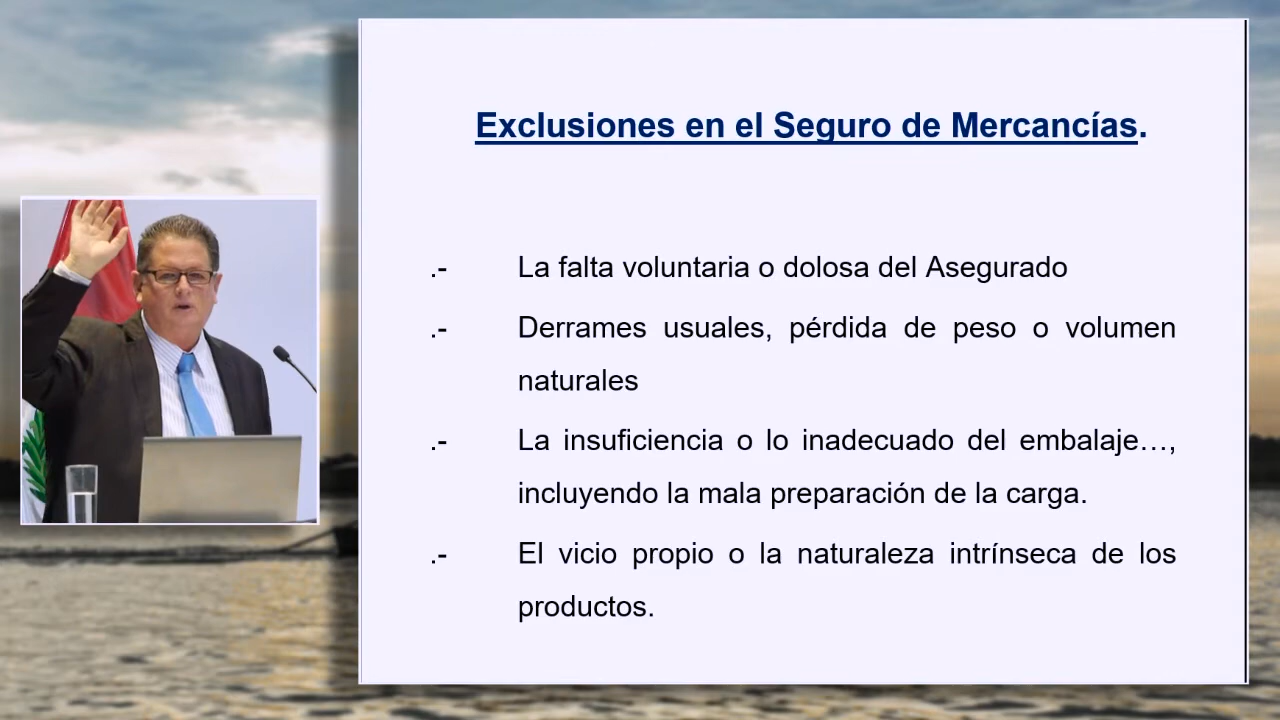 Exclusiones en el Seguro de Mercancías.
.- La falta voluntaria o dolosa del Asegurado
.- Derrames usuales, pérdida de peso o volumen
naturales
.- La insuficiencia o lo inadecuado del embalaje…,
incluyendo la mala preparación de la carga.
.- El vicio propio o la naturaleza intrínseca de los
productos.